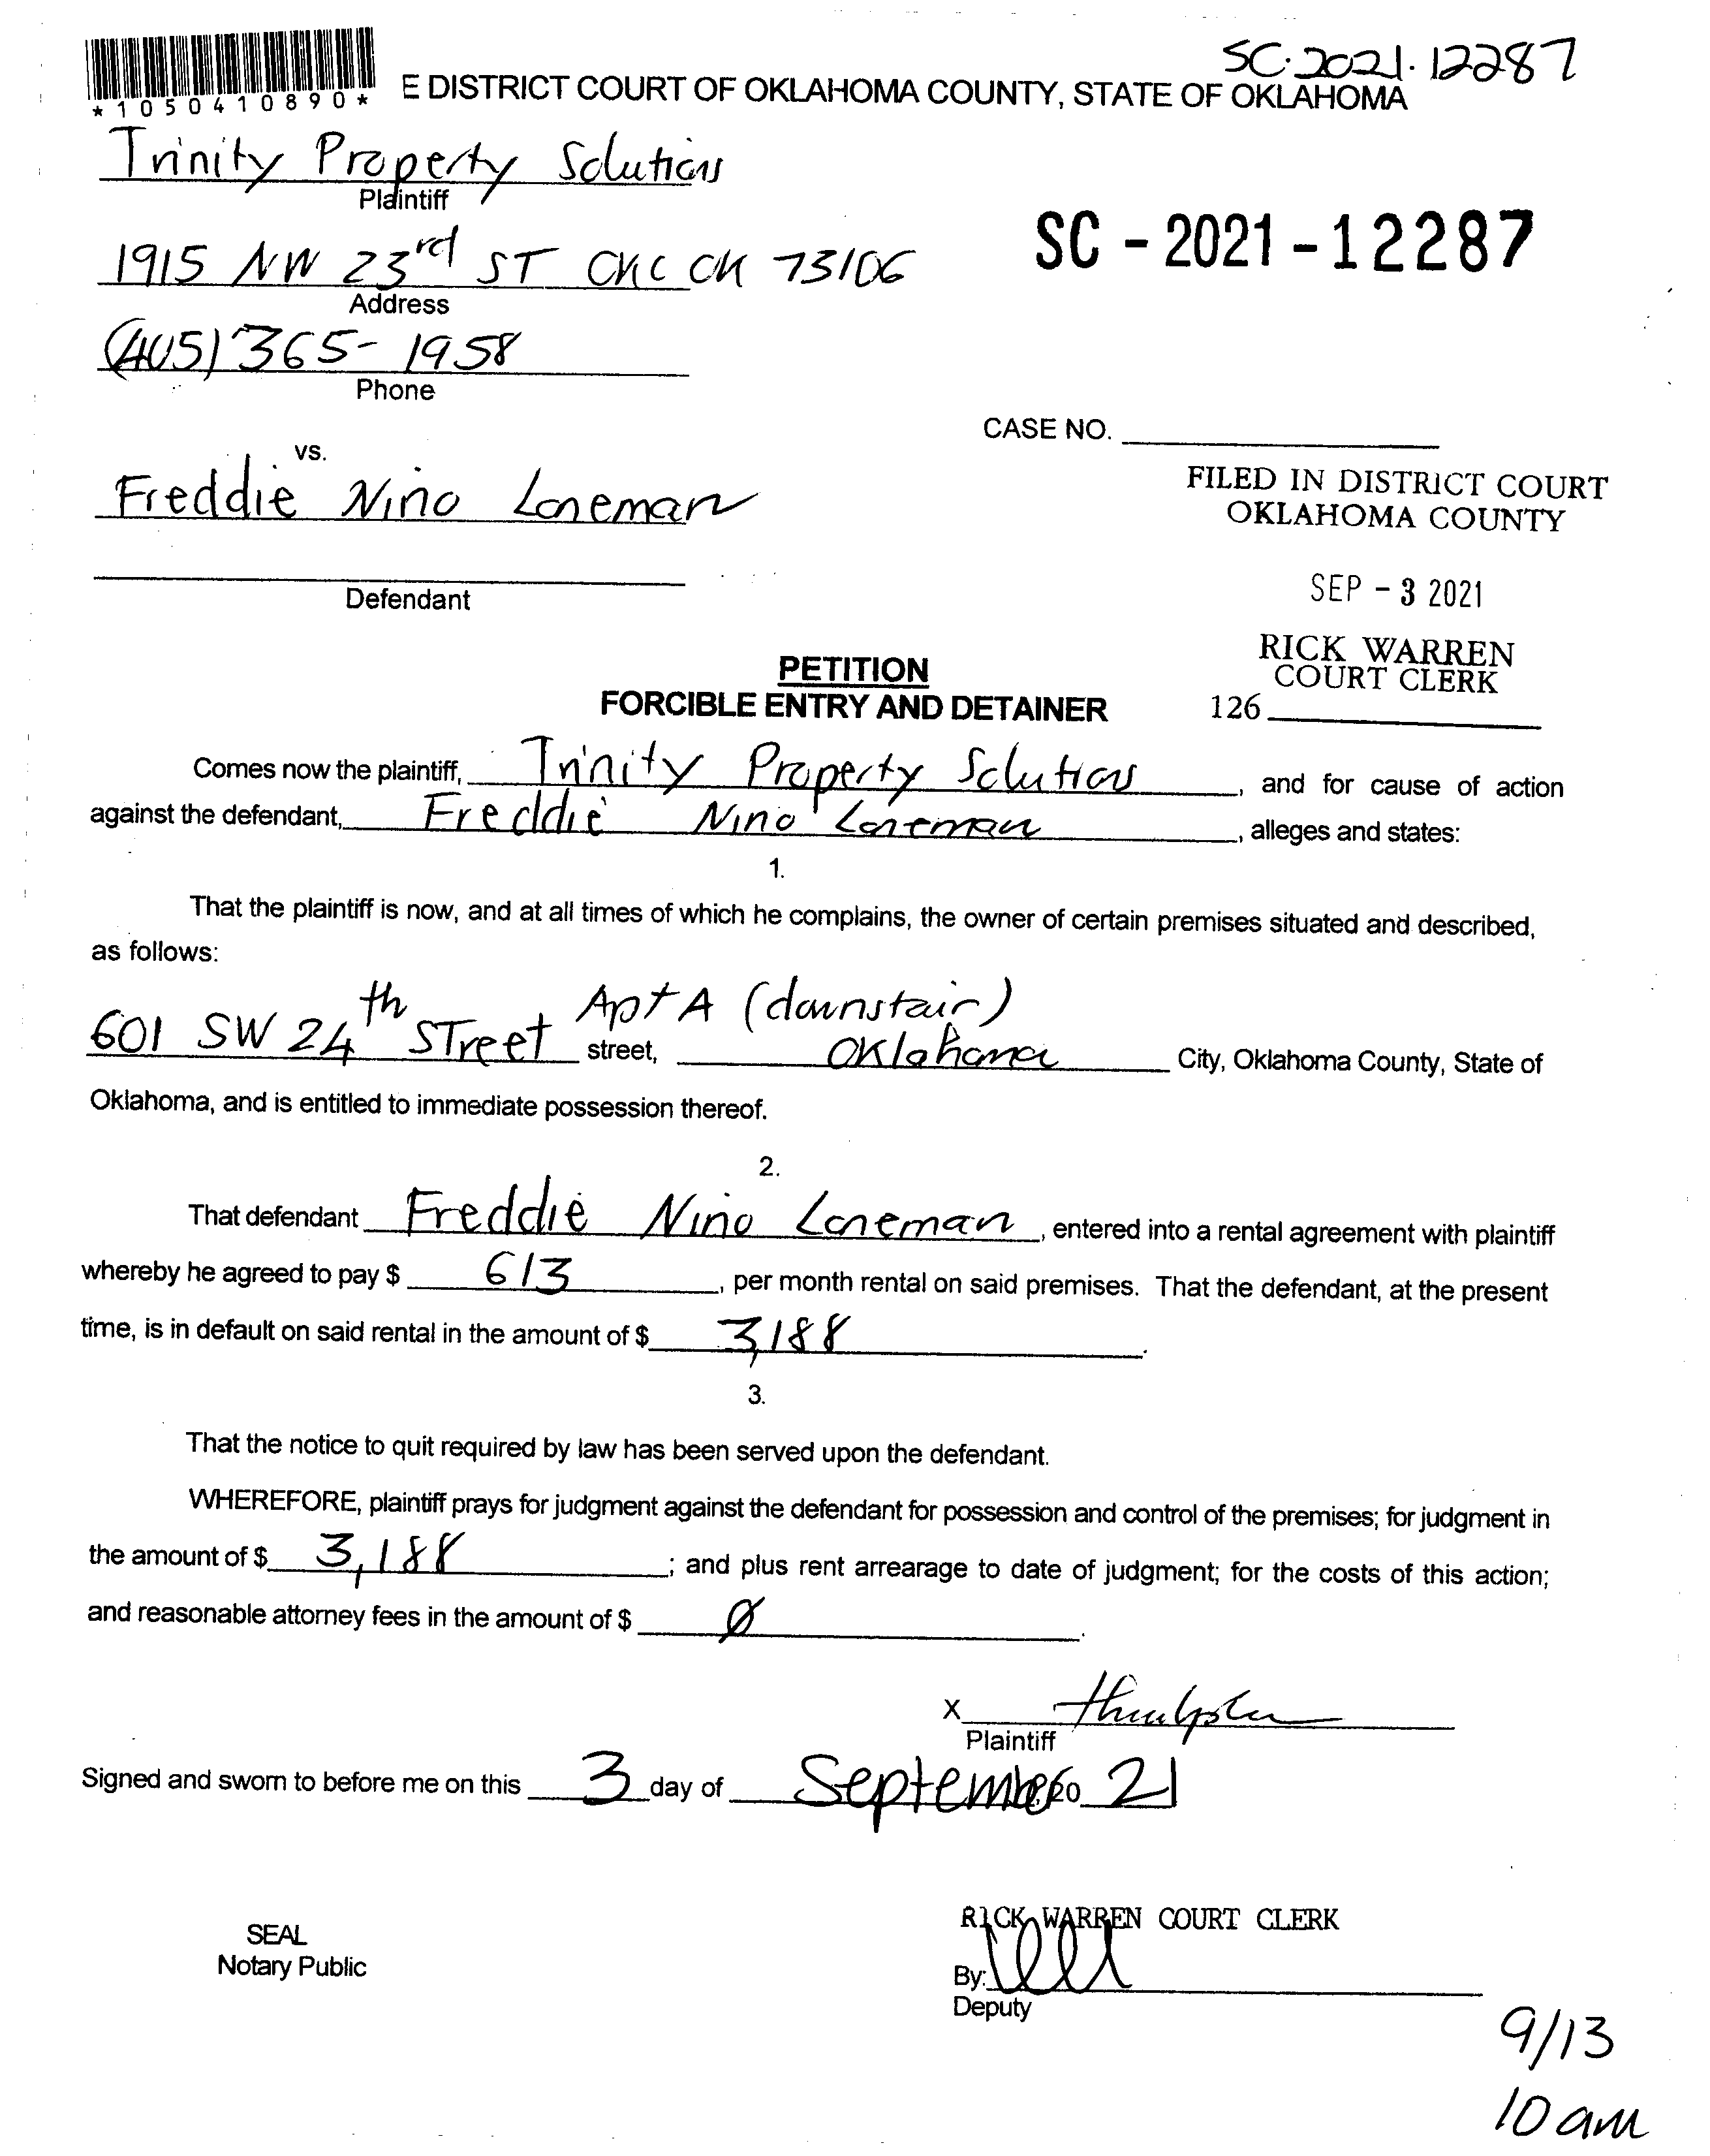 SC-2021-12287
*1050410890*
E DISTRICT COURT OF OKLAHOMA COUNTY, STATE OF OKLAHOMA
Trinity Property Solutions
Plaintiff
SC - 2021 - 12287
1915 NW 23rd ST OKC OK 73106
Address
(405) 365-1958
Phone
CASE NO.
vs.
Freddie Nino Loneman
FILED IN DISTRICT COURT
OKLAHOMA COUNTY
Defendant
SEP - 3 2021
RICK WARREN
COURT CLERK
126
PETITION
FORCIBLE ENTRY AND DETAINER
Comes now the plaintiff, Trinity Property Solutions, and for cause of action
against the defendant, Freddie Nino Loneman, alleges and states:
1.
That the plaintiff is now, and at all times of which he complains, the owner of certain premises situated and described,
as follows:
601 SW 24th STreet Apt A (downstair) street, Oklahoma City, Oklahoma County, State of
Oklahoma, and is entitled to immediate possession thereof.
2.
That defendant Freddie Nino Loneman, entered into a rental agreement with plaintiff
whereby he agreed to pay $ 613, per month rental on said premises. That the defendant, at the present
time, is in default on said rental in the amount of $ 3,188.
3.
That the notice to quit required by law has been served upon the defendant.
WHEREFORE, plaintiff prays for judgment against the defendant for possession and control of the premises; for judgment in
the amount of $ 3,188; and plus rent arrearage to date of judgment; for the costs of this action;
and reasonable attorney fees in the amount of $ Ø.
X
Plaintiff
Signed and sworn to before me on this 3 day of September, 20 21
RICK WARREN COURT CLERK
SEAL
Notary Public
By:
Deputy
9/13
10 am